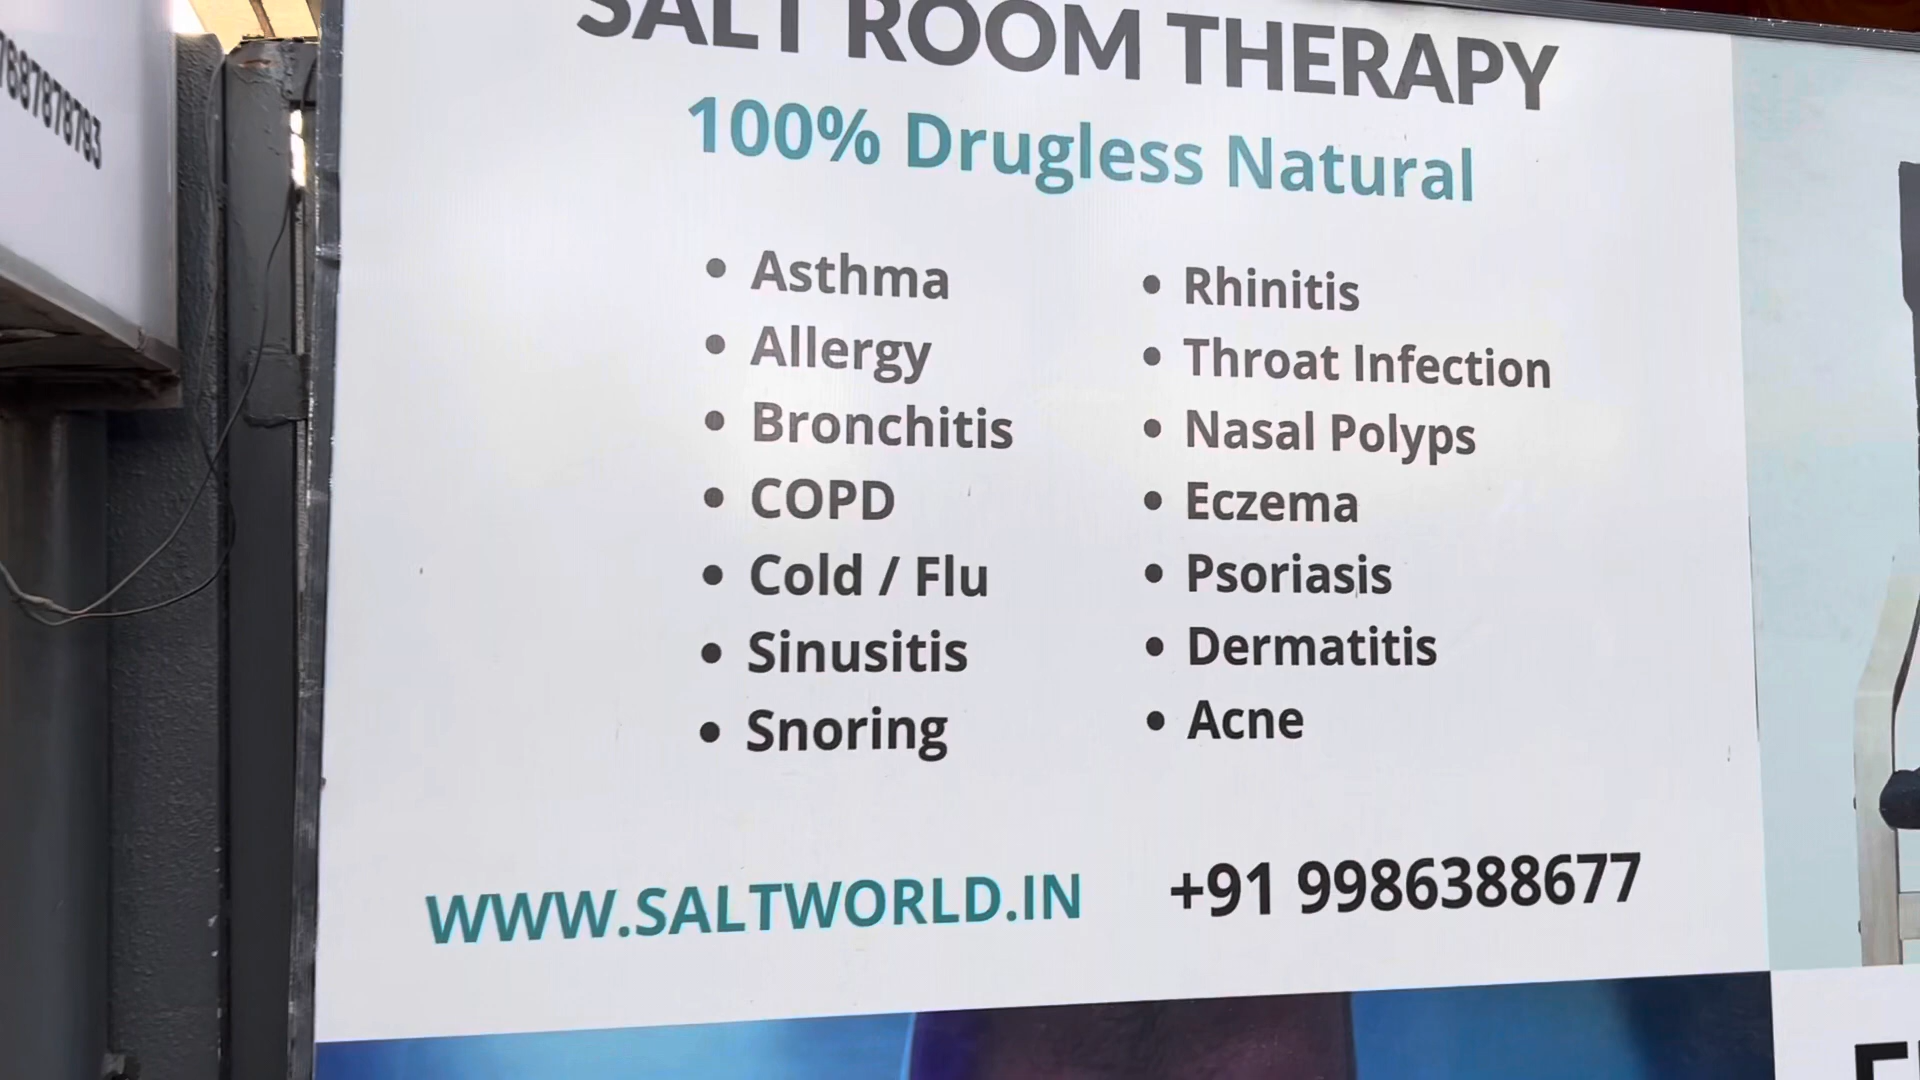 7687878793
SALT ROOM THERAPY
100% Drugless Natural
• Asthma
• Allergy
• Bronchitis
• COPD
• Cold / Flu
• Sinusitis
• Snoring
• Rhinitis
• Throat Infection
• Nasal Polyps
• Eczema
• Psoriasis
• Dermatitis
• Acne
WWW.SALTWORLD.IN +91 9986388677